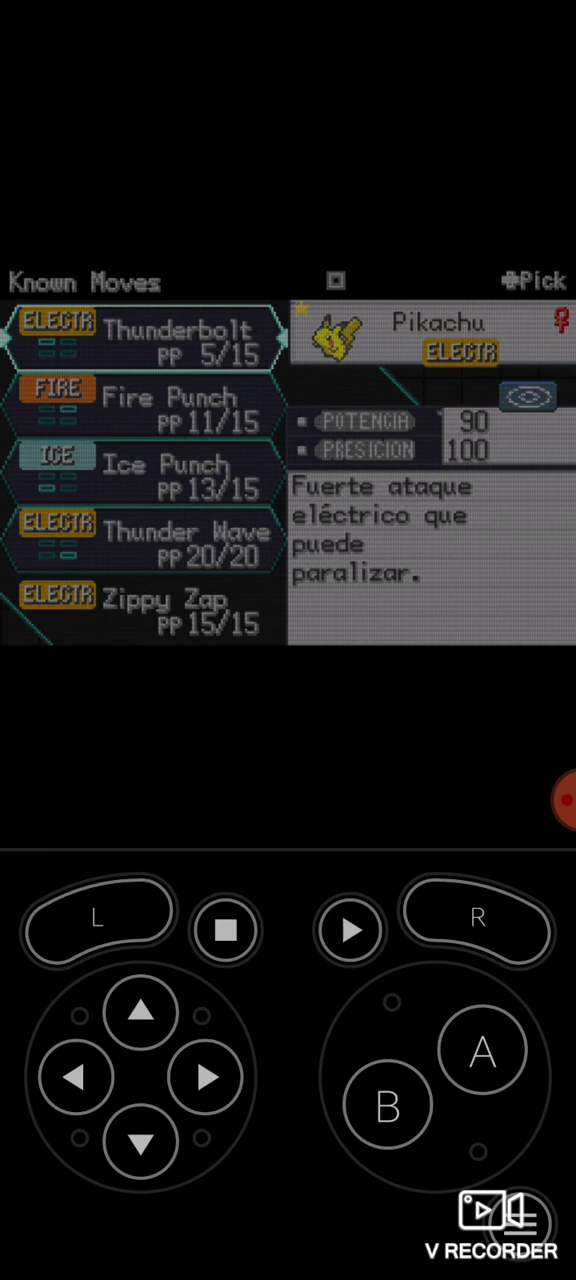 Known Moves
Pick
ELECTR Thunderbolt
PP 5/15
FIRE Fire Punch
PP 11/15
ICE Ice Punch
PP 13/15
ELECTR Thunder Wave
PP 20/20
ELECTR Zippy Zap
PP 15/15
Pikachu
ELECTR
POTENCIA 90
PRESICION 100
Fuerte ataque
eléctrico que
puede
paralizar.
L
R
A
B
V RECORDER